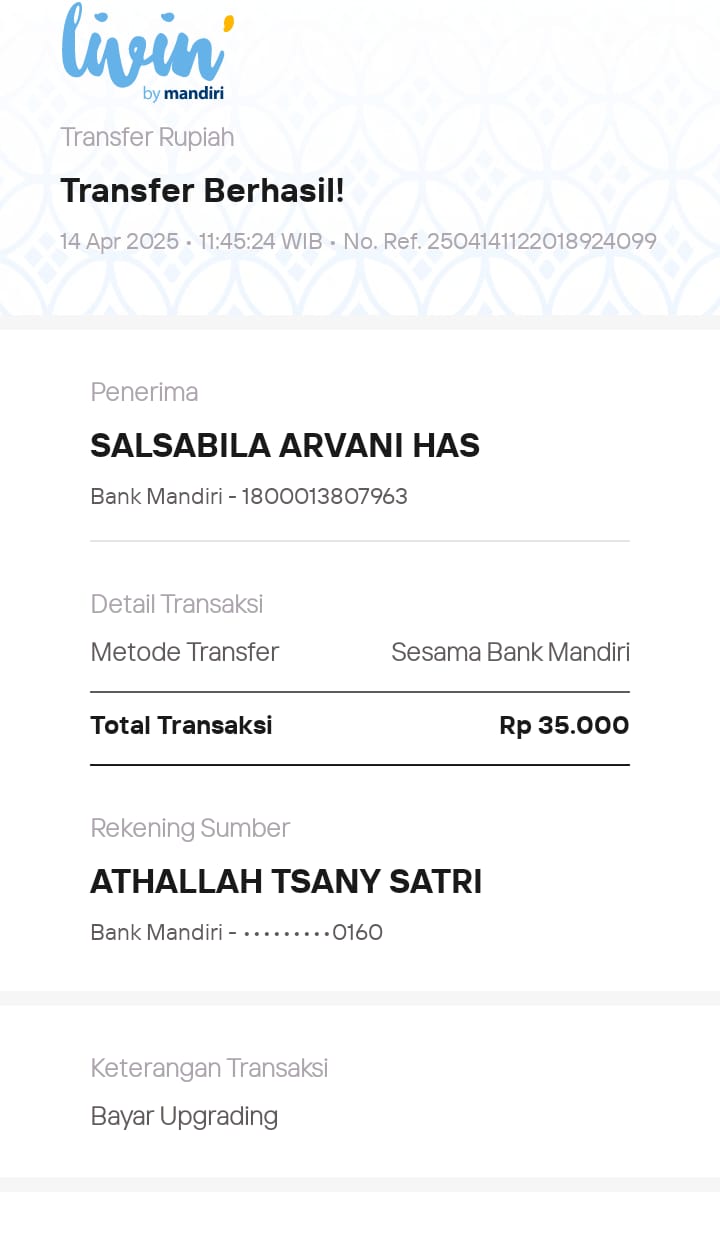 livin'
by mandiri
Transfer Rupiah
Transfer Berhasil!
14 Apr 2025 • 11:45:24 WIB • No. Ref. 2504141122018924099
Penerima
SALSABILA ARVANI HAS
Bank Mandiri - 1800013807963
Detail Transaksi
Metode Transfer Sesama Bank Mandiri
Total Transaksi Rp 35.000
Rekening Sumber
ATHALLAH TSANY SATRI
Bank Mandiri - •••••••••0160
Keterangan Transaksi
Bayar Upgrading